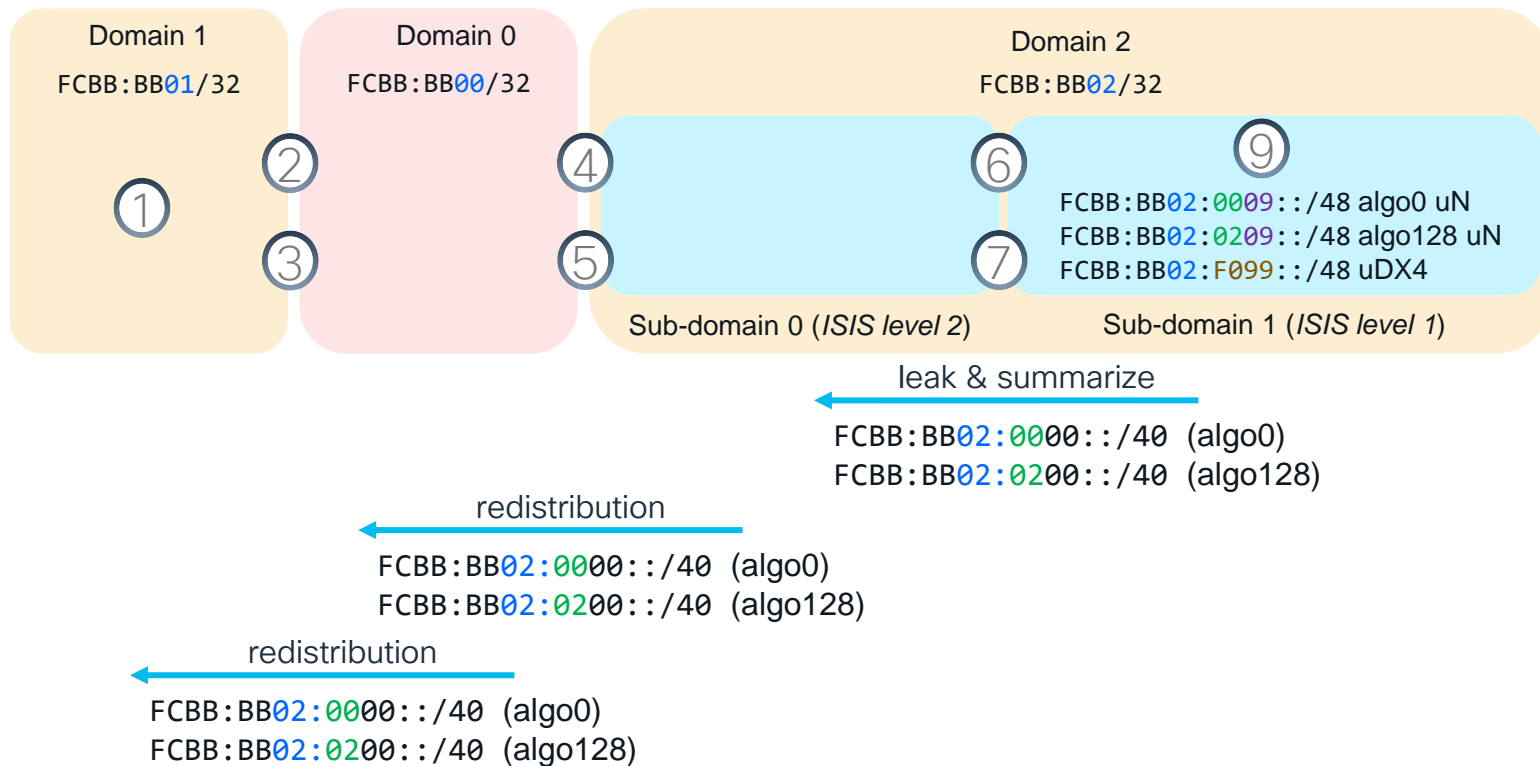 Domain 1
FCBB:BB01/32
Domain 0
FCBB:BB00/32
Domain 2
FCBB:BB02/32
1
2
3
4
5
6
7
9
FCBB:BB02:0009::/48 algo0 uN
FCBB:BB02:0209::/48 algo128 uN
FCBB:BB02:F099::/48 uDX4
Sub-domain 0 (ISIS level 2)
Sub-domain 1 (ISIS level 1)
leak & summarize
FCBB:BB02:0000::/40 (algo0)
FCBB:BB02:0200::/40 (algo128)
redistribution
FCBB:BB02:0000::/40 (algo0)
FCBB:BB02:0200::/40 (algo128)
redistribution
FCBB:BB02:0000::/40 (algo0)
FCBB:BB02:0200::/40 (algo128)